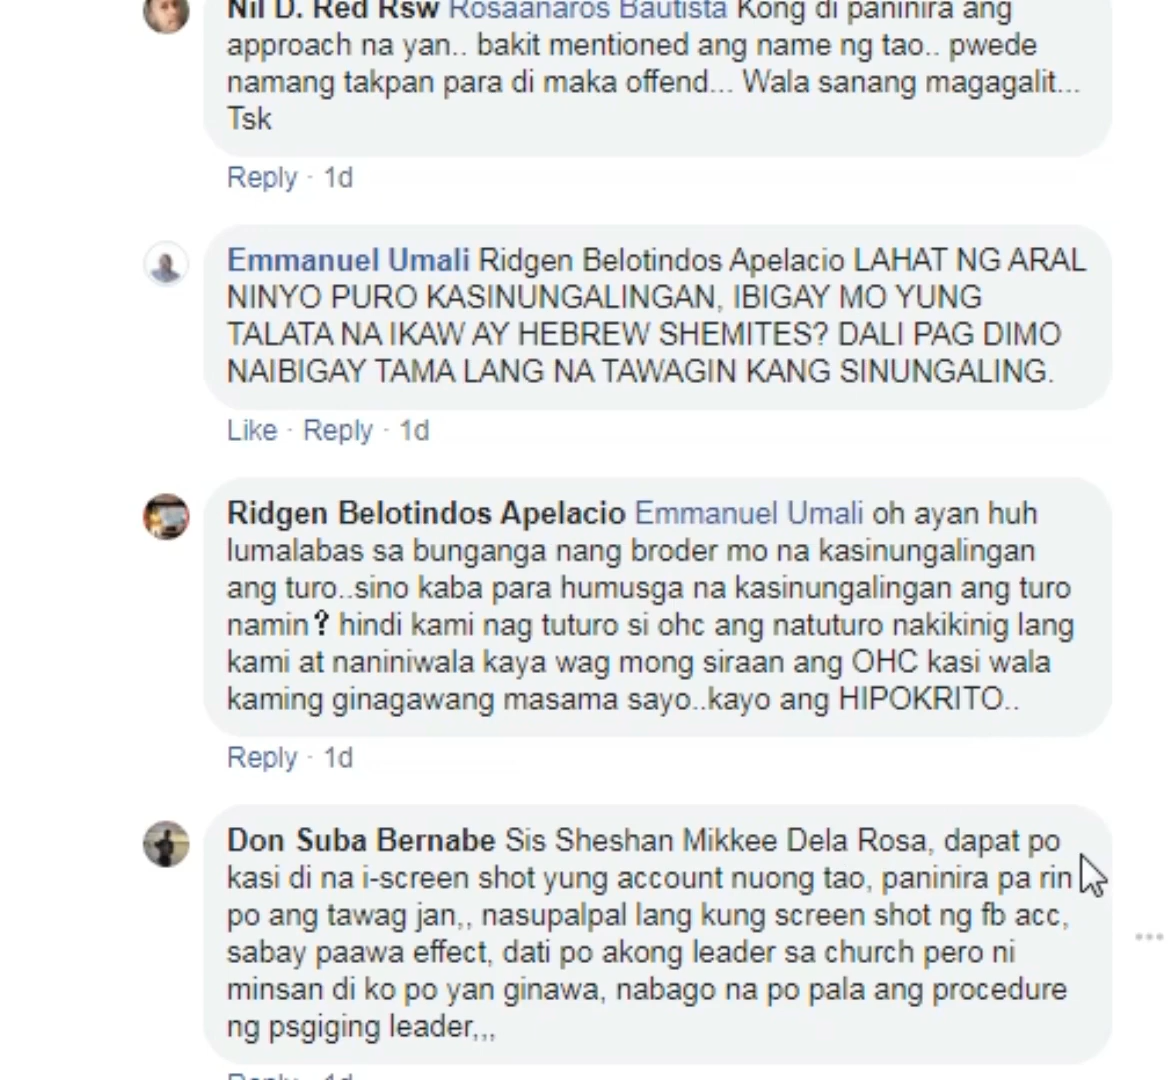 Nil D. Red Rsw Rosaanaros Bautista Kong di paninira ang
approach na yan.. bakit mentioned ang name ng tao.. pwede
namang takpan para di maka offend... Wala sanang magagalit...
Tsk
Reply · 1d
Emmanuel Umali Ridgen Belotindos Apelacio LAHAT NG ARAL
NINYO PURO KASINUNGALINGAN, IBIGAY MO YUNG
TALATA NA IKAW AY HEBREW SHEMITES? DALI PAG DIMO
NAIBIGAY TAMA LANG NA TAWAGIN KANG SINUNGALING.
Like · Reply · 1d
Ridgen Belotindos Apelacio Emmanuel Umali oh ayan huh
lumalabas sa bunganga nang broder mo na kasinungalingan
ang turo..sino kaba para humusga na kasinungalingan ang turo
namin❓ hindi kami nag tuturo si ohc ang natuturo nakikinig lang
kami at naniniwala kaya wag mong siraan ang OHC kasi wala
kaming ginagawang masama sayo..kayo ang HIPOKRITO..
Reply · 1d
Don Suba Bernabe Sis Sheshan Mikkee Dela Rosa, dapat po
kasi di na i-screen shot yung account nuong tao, paninira pa rin
po ang tawag jan,, nasupalpal lang kung screen shot ng fb acc,
sabay paawa effect, dati po akong leader sa church pero ni
minsan di ko po yan ginawa, nabago na po pala ang procedure
ng psgiging leader,,,
Reply · 1d